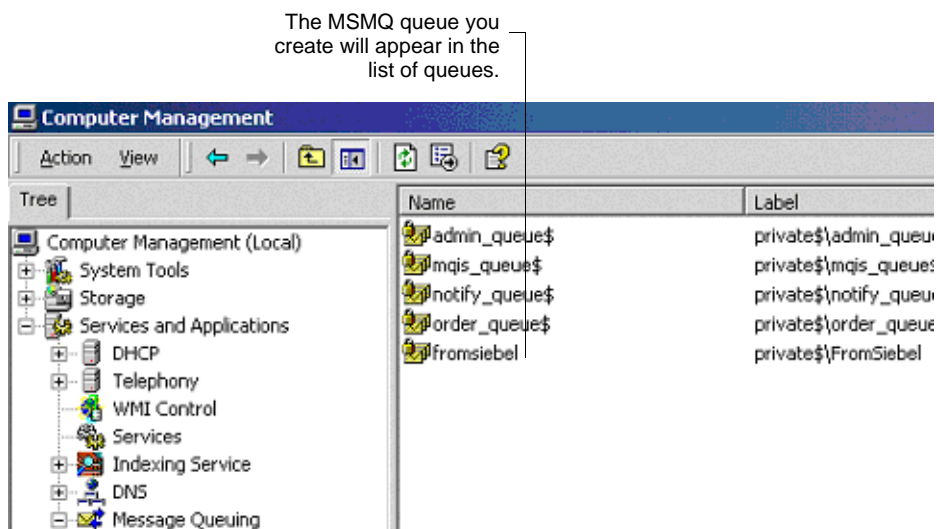 The MSMQ queue you
create will appear in the
list of queues.
Computer Management
Action View
Tree
Name Label
Computer Management (Local)
System Tools
Storage
Services and Applications
DHCP
Telephony
WMI Control
Services
Indexing Service
DNS
Message Queuing
admin_queue$ private$\admin_queu
mqis_queue$ private$\mqis_queue$
notify_queue$ private$\notify_queu
order_queue$ private$\order_queue
fromsiebel private$\FromSiebel